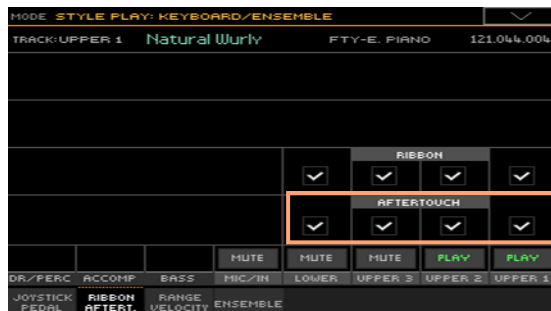 MODE STYLE PLAY: KEYBOARD/ENSEMBLE
TRACK:UPPER 1 Natural Wurly FTY-E. PIANO 121.044.004
RIBBON
AFTERTOUCH
MUTE MUTE MUTE PLAY PLAY
DR/PERC ACCOMP BASS MIC/IN LOWER UPPER 3 UPPER 2 UPPER 1
JOYSTICK RIBBON RANGE ENSEMBLE
PEDAL AFTERT. VELOCITY